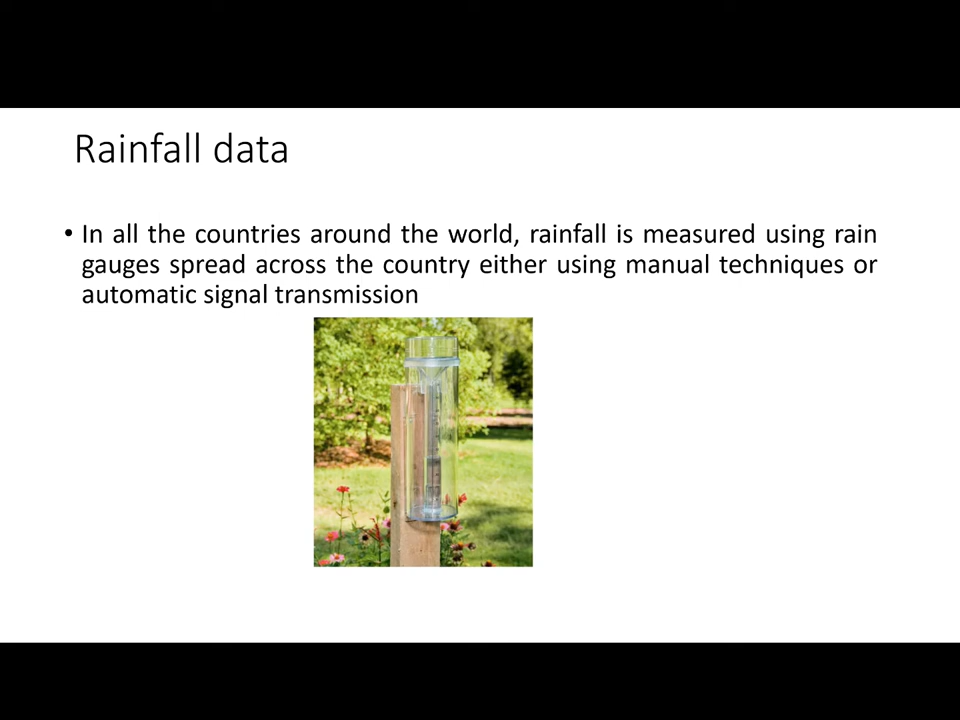 Rainfall data
• In all the countries around the world, rainfall is measured using rain
gauges spread across the country either using manual techniques or
automatic signal transmission